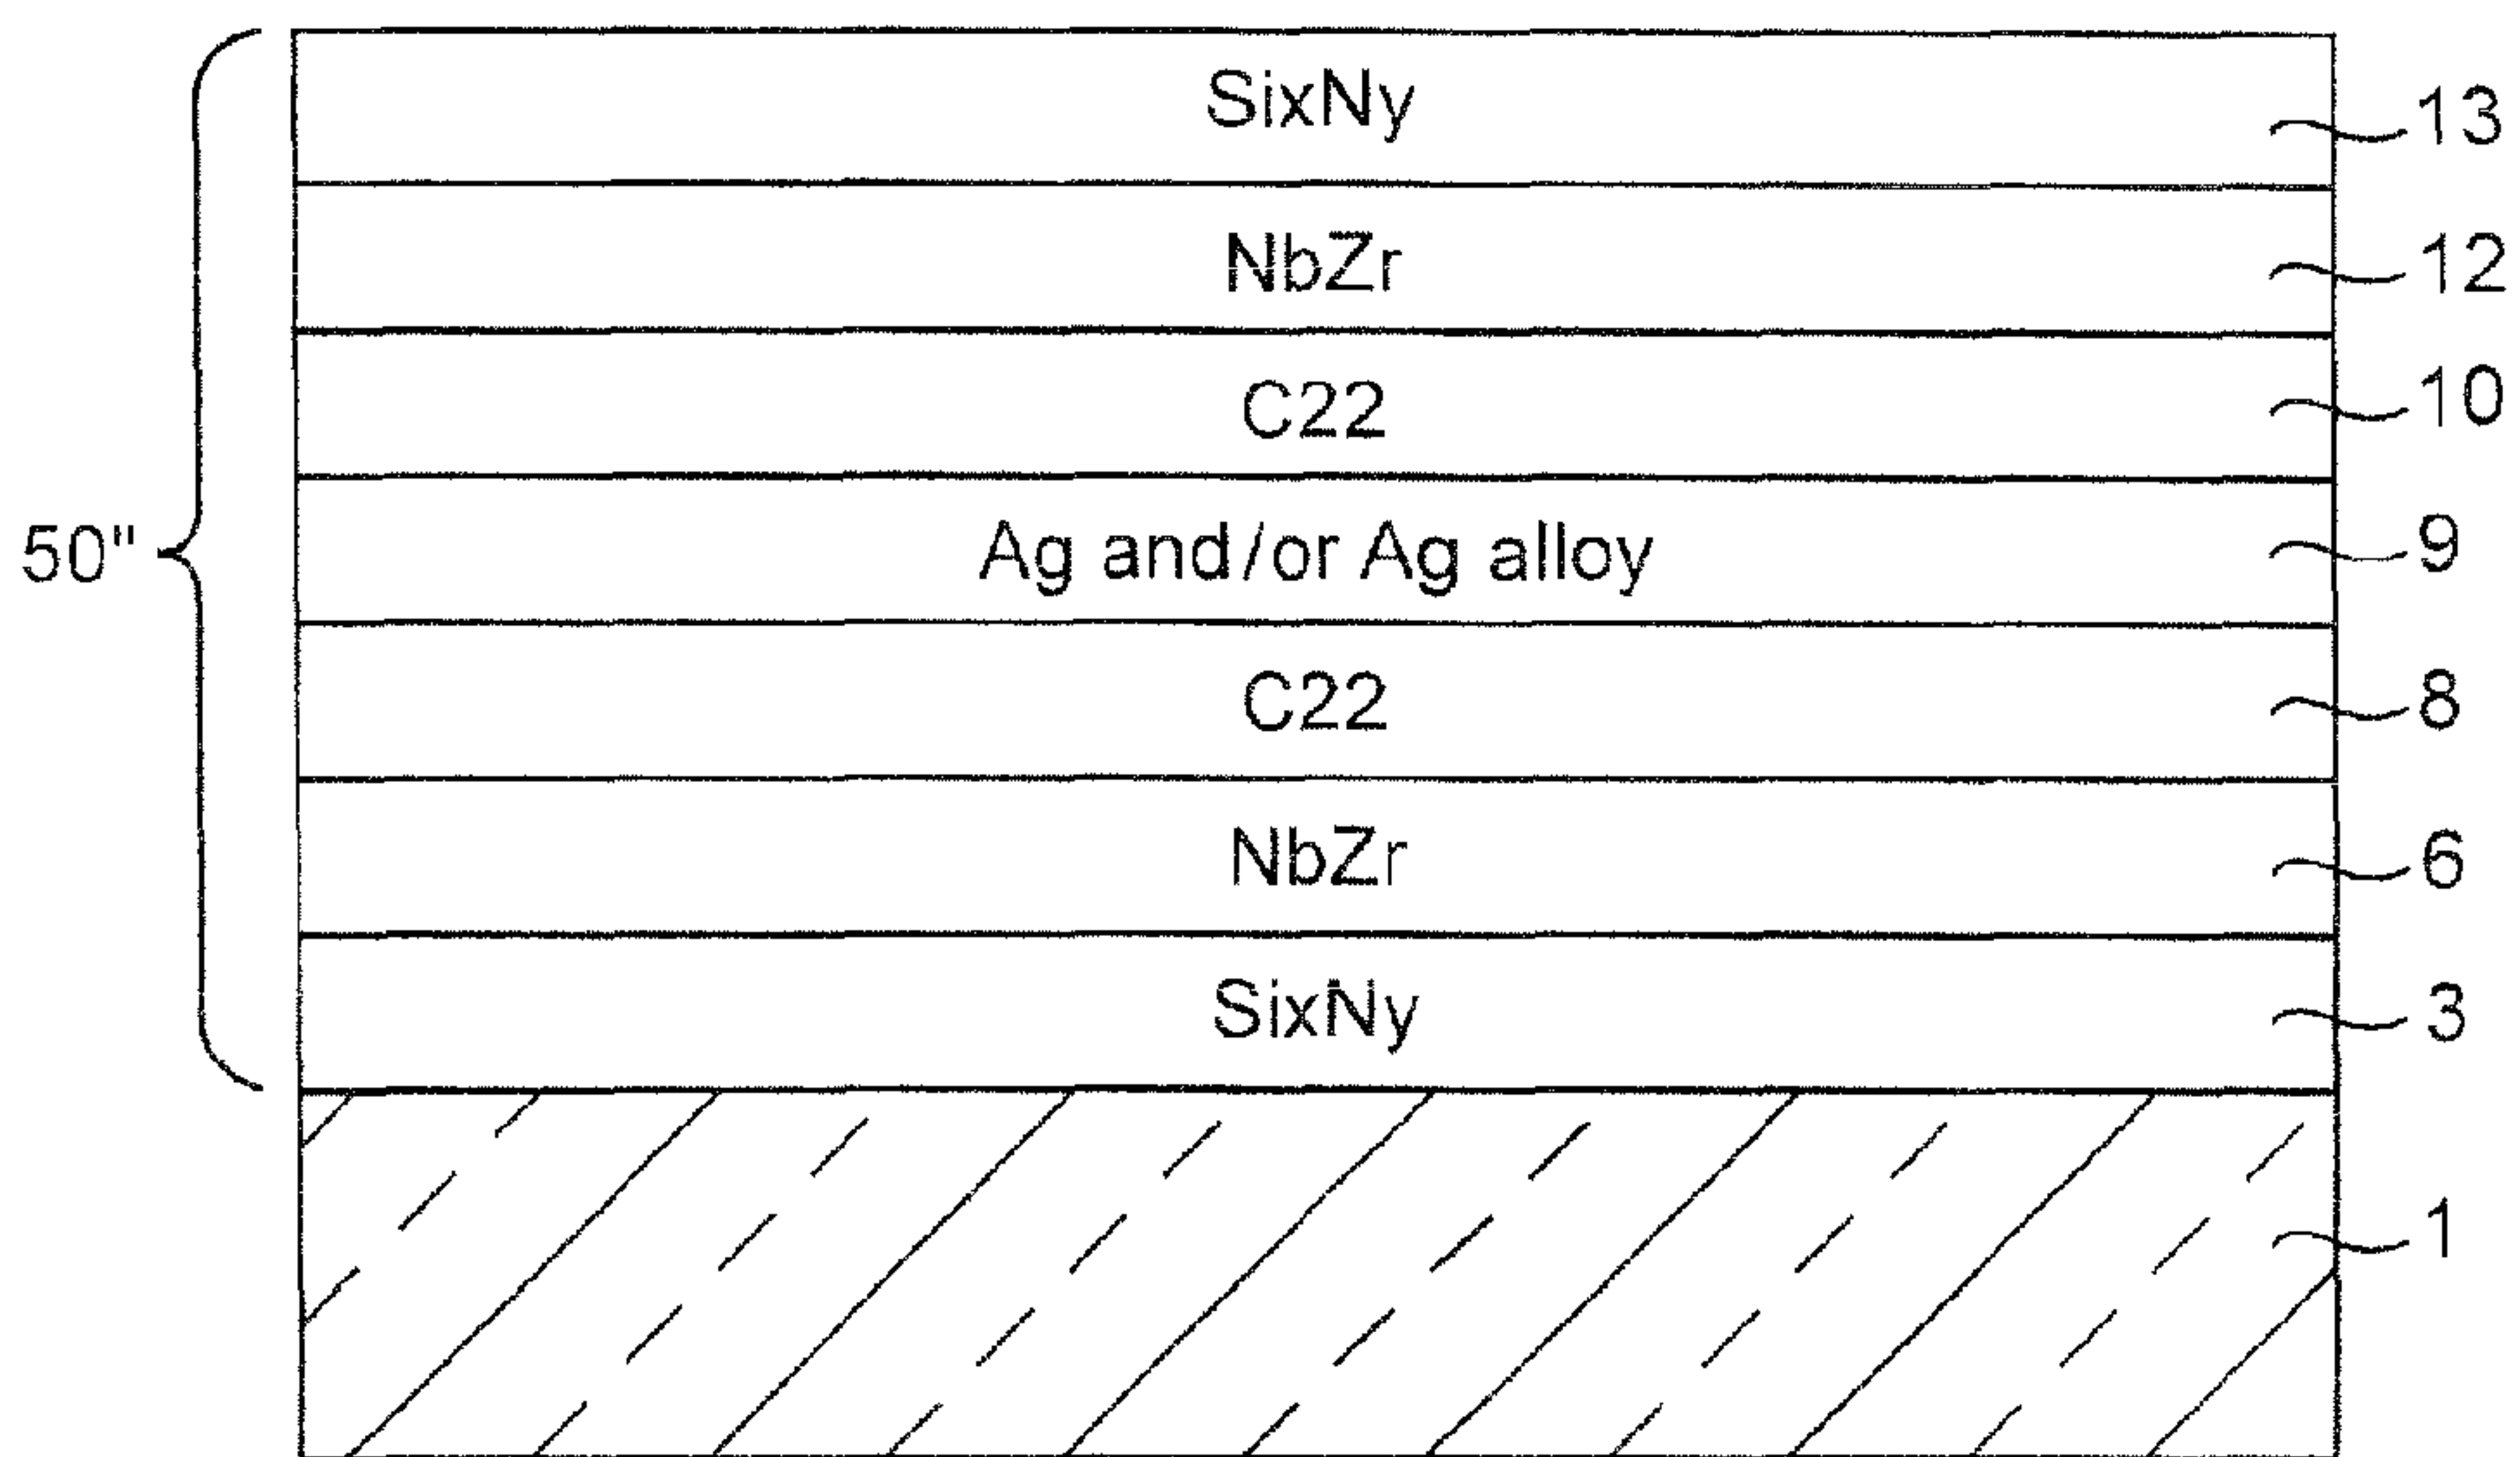 SixNy 13
NbZr 12
C22 10
50" Ag and/or Ag alloy 9
C22 8
NbZr 6
SixNy 3
1